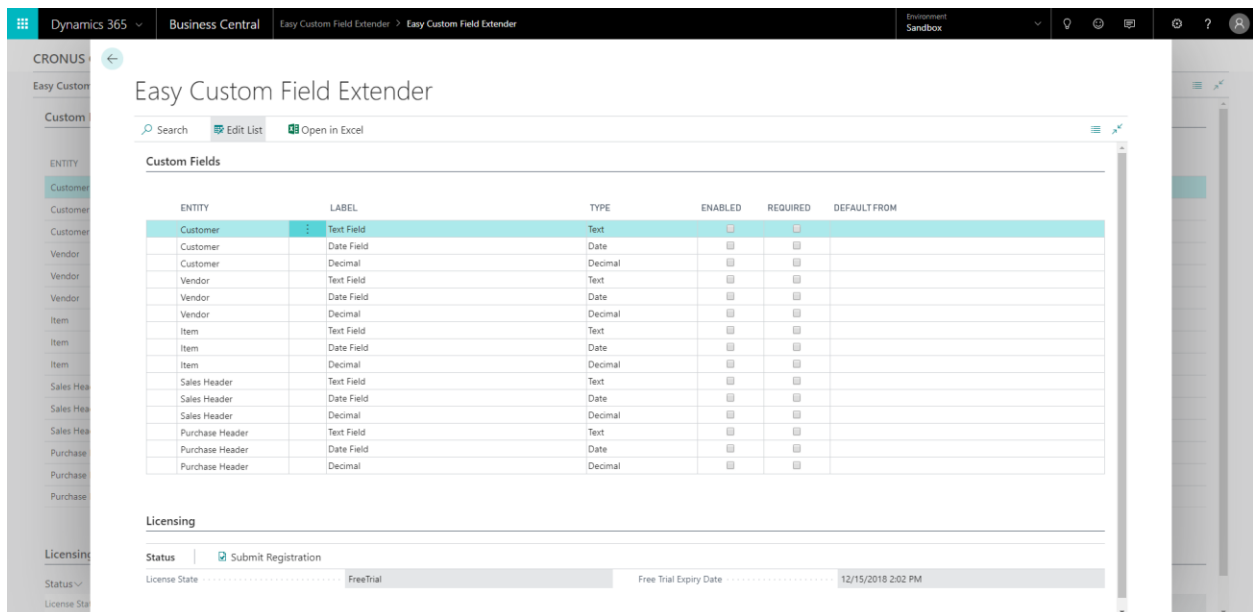 Dynamics 365 Business Central Easy Custom Field Extender > Easy Custom Field Extender Environment Sandbox ?
CRONUS
Easy Custom
Custom
ENTITY
Customer
Customer
Customer
Vendor
Vendor
Vendor
Item
Item
Item
Sales Hea
Sales Hea
Sales Hea
Purchase
Purchase
Purchase
Licensing
Status
License Sta
Easy Custom Field Extender
Search Edit List Open in Excel
Custom Fields
ENTITY LABEL TYPE ENABLED REQUIRED DEFAULT FROM
Customer Text Field Text
Customer Date Field Date
Customer Decimal Decimal
Vendor Text Field Text
Vendor Date Field Date
Vendor Decimal Decimal
Item Text Field Text
Item Date Field Date
Item Decimal Decimal
Sales Header Text Field Text
Sales Header Date Field Date
Sales Header Decimal Decimal
Purchase Header Text Field Text
Purchase Header Date Field Date
Purchase Header Decimal Decimal
Licensing
Status Submit Registration
License State FreeTrial Free Trial Expiry Date 12/15/2018 2:02 PM